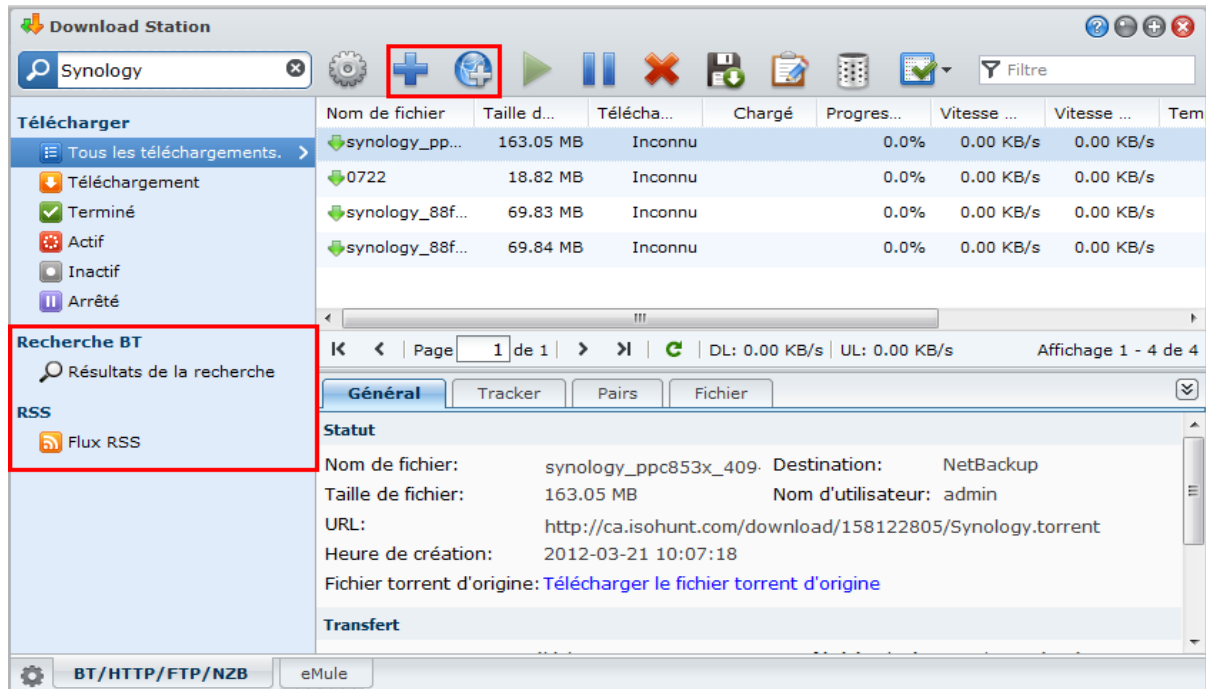 Download Station
Synology
Filtre
Télécharger
Tous les téléchargements.
Téléchargement
Terminé
Actif
Inactif
Arrêté
Recherche BT
Résultats de la recherche
RSS
Flux RSS
Nom de fichier Taille d... Télécha... Chargé Progres... Vitesse ... Vitesse ... Tem
synology_pp... 163.05 MB Inconnu 0.0% 0.00 KB/s 0.00 KB/s
0722 18.82 MB Inconnu 0.0% 0.00 KB/s 0.00 KB/s
synology_88f... 69.83 MB Inconnu 0.0% 0.00 KB/s 0.00 KB/s
synology_88f... 69.84 MB Inconnu 0.0% 0.00 KB/s 0.00 KB/s
Page 1 de 1 DL: 0.00 KB/s UL: 0.00 KB/s Affichage 1 - 4 de 4
Général Tracker Pairs Fichier
Statut
Nom de fichier: synology_ppc853x_409- Destination: NetBackup
Taille de fichier: 163.05 MB Nom d'utilisateur: admin
URL: http://ca.isohunt.com/download/158122805/Synology.torrent
Heure de création: 2012-03-21 10:07:18
Fichier torrent d'origine: Télécharger le fichier torrent d'origine
Transfert
BT/HTTP/FTP/NZB eMule